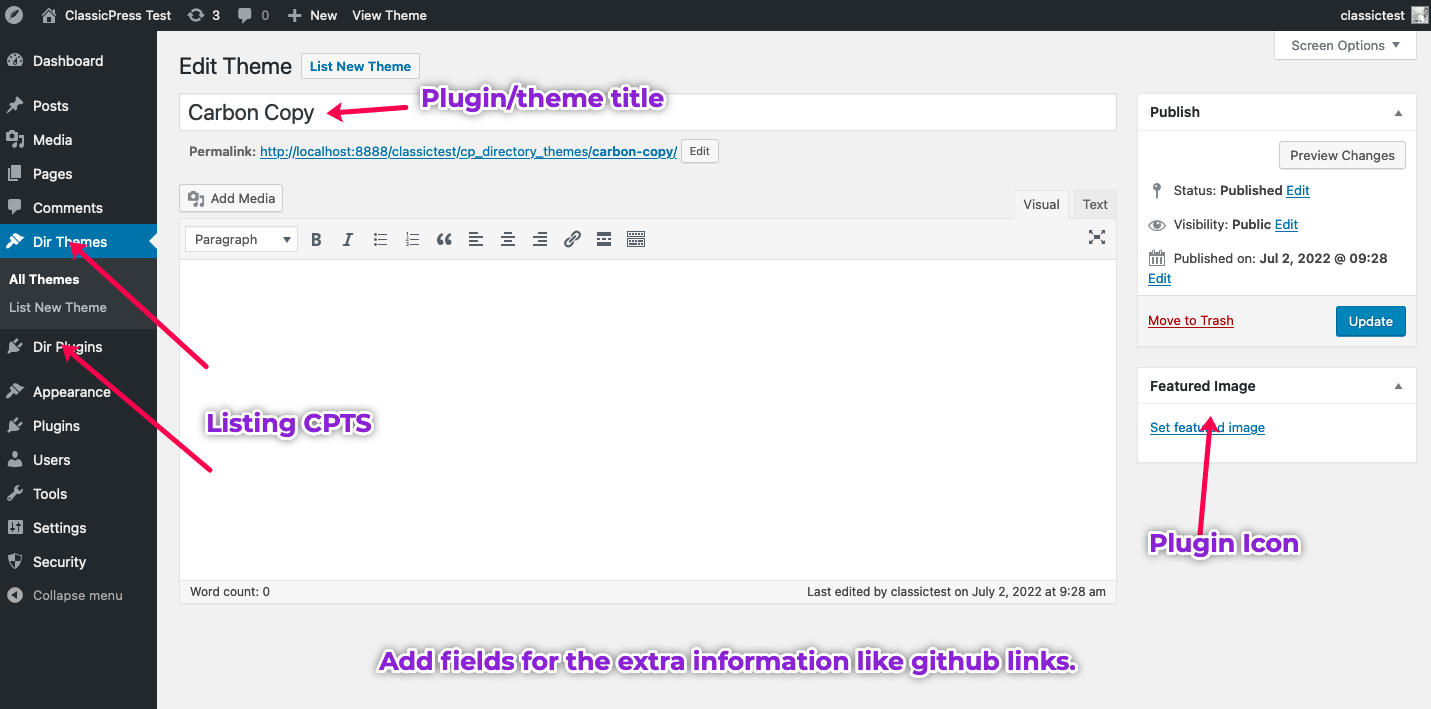 ClassicPress Test 3 0 New View Theme classictest
Screen Options
Dashboard
Posts
Media
Pages
Comments
Dir Themes
All Themes
List New Theme
Dir Plugins
Appearance
Plugins
Users
Tools
Settings
Security
Collapse menu
Edit Theme List New Theme
Carbon Copy
Plugin/theme title
Permalink: http://localhost:8888/classictest/cp_directory_themes/carbon-copy/ Edit
Add Media
Visual Text
Paragraph B I
Listing CPTS
Word count: 0 Last edited by classictest on July 2, 2022 at 9:28 am
Publish
Preview Changes
Status: Published Edit
Visibility: Public Edit
Published on: Jul 2, 2022 @ 09:28
Edit
Move to Trash Update
Featured Image
Set featured image
Plugin Icon
Add fields for the extra information like github links.